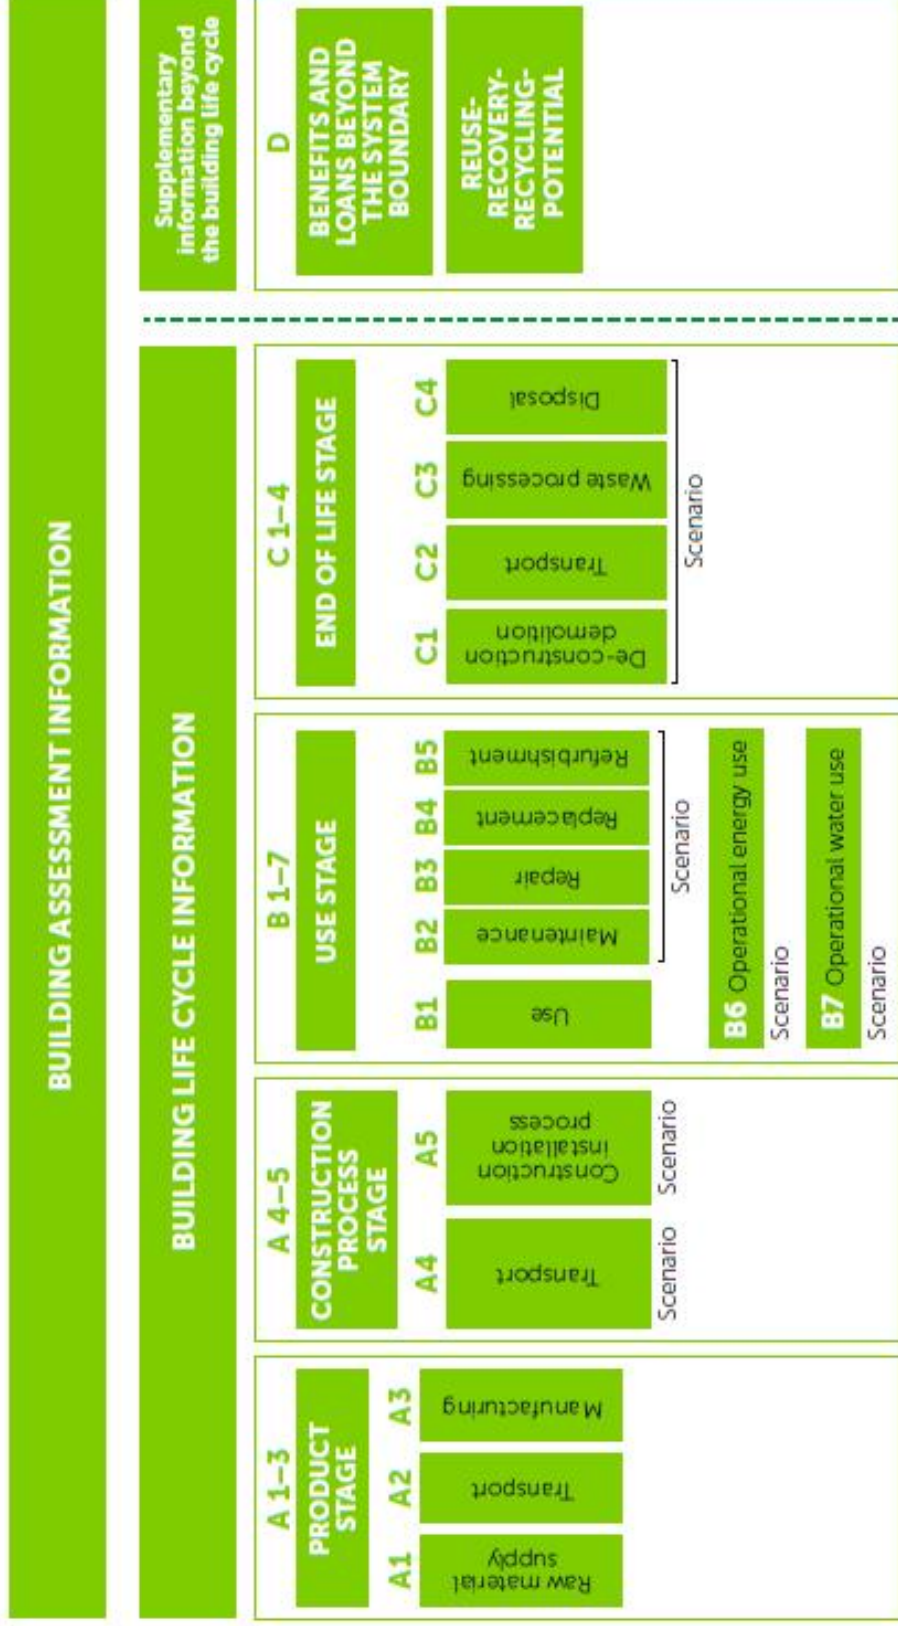 BUILDING ASSESSMENT INFORMATION
BUILDING LIFE CYCLE INFORMATION
Supplementary
information beyond
the building life cycle
A 1–3
PRODUCT
STAGE
A1
A2
A3
Raw material
supply
Transport
Manufacturing
A 4–5
CONSTRUCTION
PROCESS
STAGE
A4
A5
Transport
Construction
installation
process
Scenario
Scenario
B 1–7
USE STAGE
B1
B2
B3
B4
B5
Use
Maintenance
Repair
Replacement
Refurbishment
Scenario
B6 Operational energy use
Scenario
B7 Operational water use
Scenario
C 1–4
END OF LIFE STAGE
C1
C2
C3
C4
De-construction
demolition
Transport
Waste processing
Disposal
Scenario
D
BENEFITS AND
LOANS BEYOND
THE SYSTEM
BOUNDARY
REUSE-
RECOVERY-
RECYCLING-
POTENTIAL